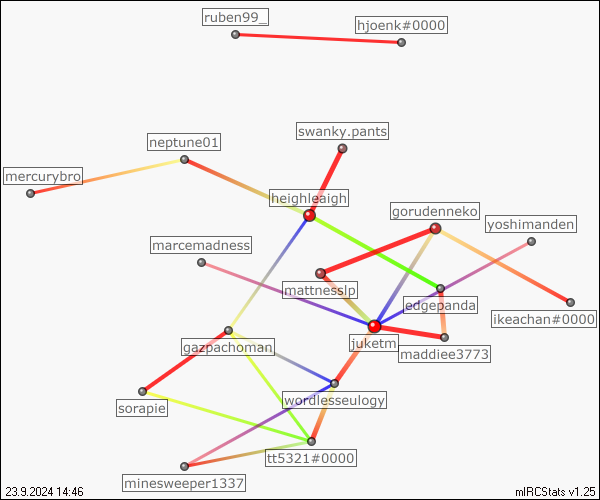 ruben99_
hjoenk#0000
swanky.pants
neptune01
mercurybro
heighleaigh
gorudenneko
yoshimanden
marcemadness
mattnesslp
edgepanda
ikeachan#0000
juketm
gazpachoman
maddiee3773
wordlesseulogy
sorapie
tt5321#0000
minesweeper1337
23.9.2024 14:46
mIRCStats v1.25